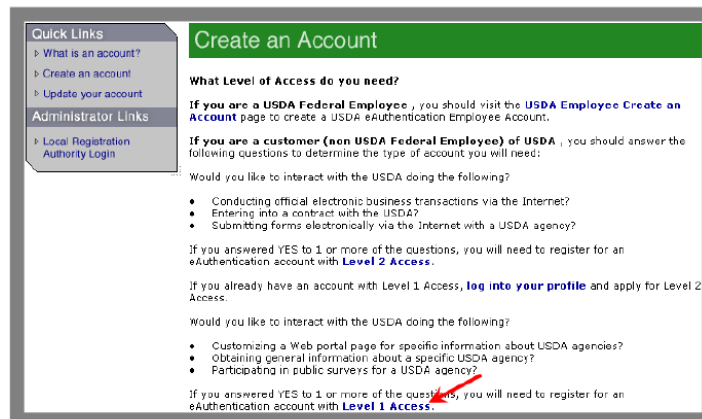 Quick Links
What is an account?
Create an account
Update your account
Administrator Links
Local Registration
Authority Login
Create an Account
What Level of Access do you need?
If you are a USDA Federal Employee , you should visit the USDA Employee Create an
Account page to create a USDA eAuthentication Employee Account.
If you are a customer (non USDA Federal Employee) of USDA , you should answer the
following questions to determine the type of account you will need:
Would you like to interact with the USDA doing the following?
• Conducting official electronic business transactions via the Internet?
• Entering into a contract with the USDA?
• Submitting forms electronically via the Internet with a USDA agency?
If you answered YES to 1 or more of the questions, you will need to register for an
eAuthentication account with Level 2 Access.
If you already have an account with Level 1 Access, log into your profile and apply for Level 2
Access.
Would you like to interact with the USDA doing the following?
• Customizing a Web portal page for specific information about USDA agencies?
• Obtaining general information about a specific USDA agency?
• Participating in public surveys for a USDA agency?
If you answered YES to 1 or more of the questions, you will need to register for an
eAuthentication account with Level 1 Access.